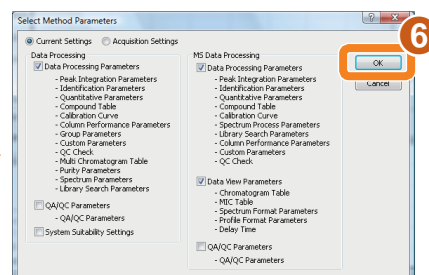 Select Method Parameters
Current Settings Acquisition Settings
6
OK
Cancel
Data Processing
Data Processing Parameters
- Peak Integration Parameters
- Identification Parameters
- Quantitative Parameters
- Compound Table
- Calibration Curve
- Column Performance Parameters
- Group Parameters
- Custom Parameters
- QC Check
- Multi Chromatogram Table
- Purity Parameters
- Spectrum Parameters
- Library Search Parameters
QA/QC Parameters
- QA/QC Parameters
System Suitability Settings
MS Data Processing
Data Processing Parameters
- Peak Integration Parameters
- Identification Parameters
- Quantitative Parameters
- Compound Table
- Calibration Curve
- Spectrum Process Parameters
- Library Search Parameters
- Column Performance Parameters
- Custom Parameters
- QC Check
Data View Parameters
- Chromatogram Table
- MIC Table
- Spectrum Format Parameters
- Profile Format Parameters
- Delay Time
QA/QC Parameters
- QA/QC Parameters